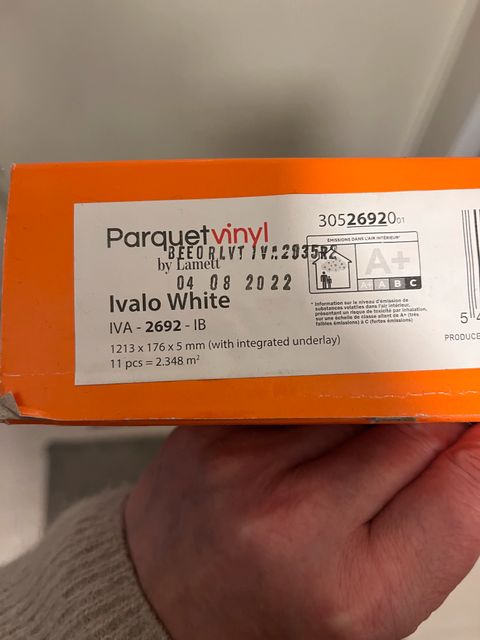 Parquetvinyl
by Lamett
BEEORLVT IVA2935R2
04 08 2022
Ivalo White
IVA - 2692 - IB
1213 x 176 x 5 mm (with integrated underlay)
11 pcs = 2.348 m²
305269200T
ÉMISSIONS DANS L'AIR INTÉRIEUR*
A+
A+ A B C
* Information sur le niveau d'émission de
substances volatiles dans l'air intérieur,
présentant un risque de toxicité par inhalation,
sur une échelle de classe allant de A+ (très
faibles émissions) à C (fortes émissions)
5
PRODUCE